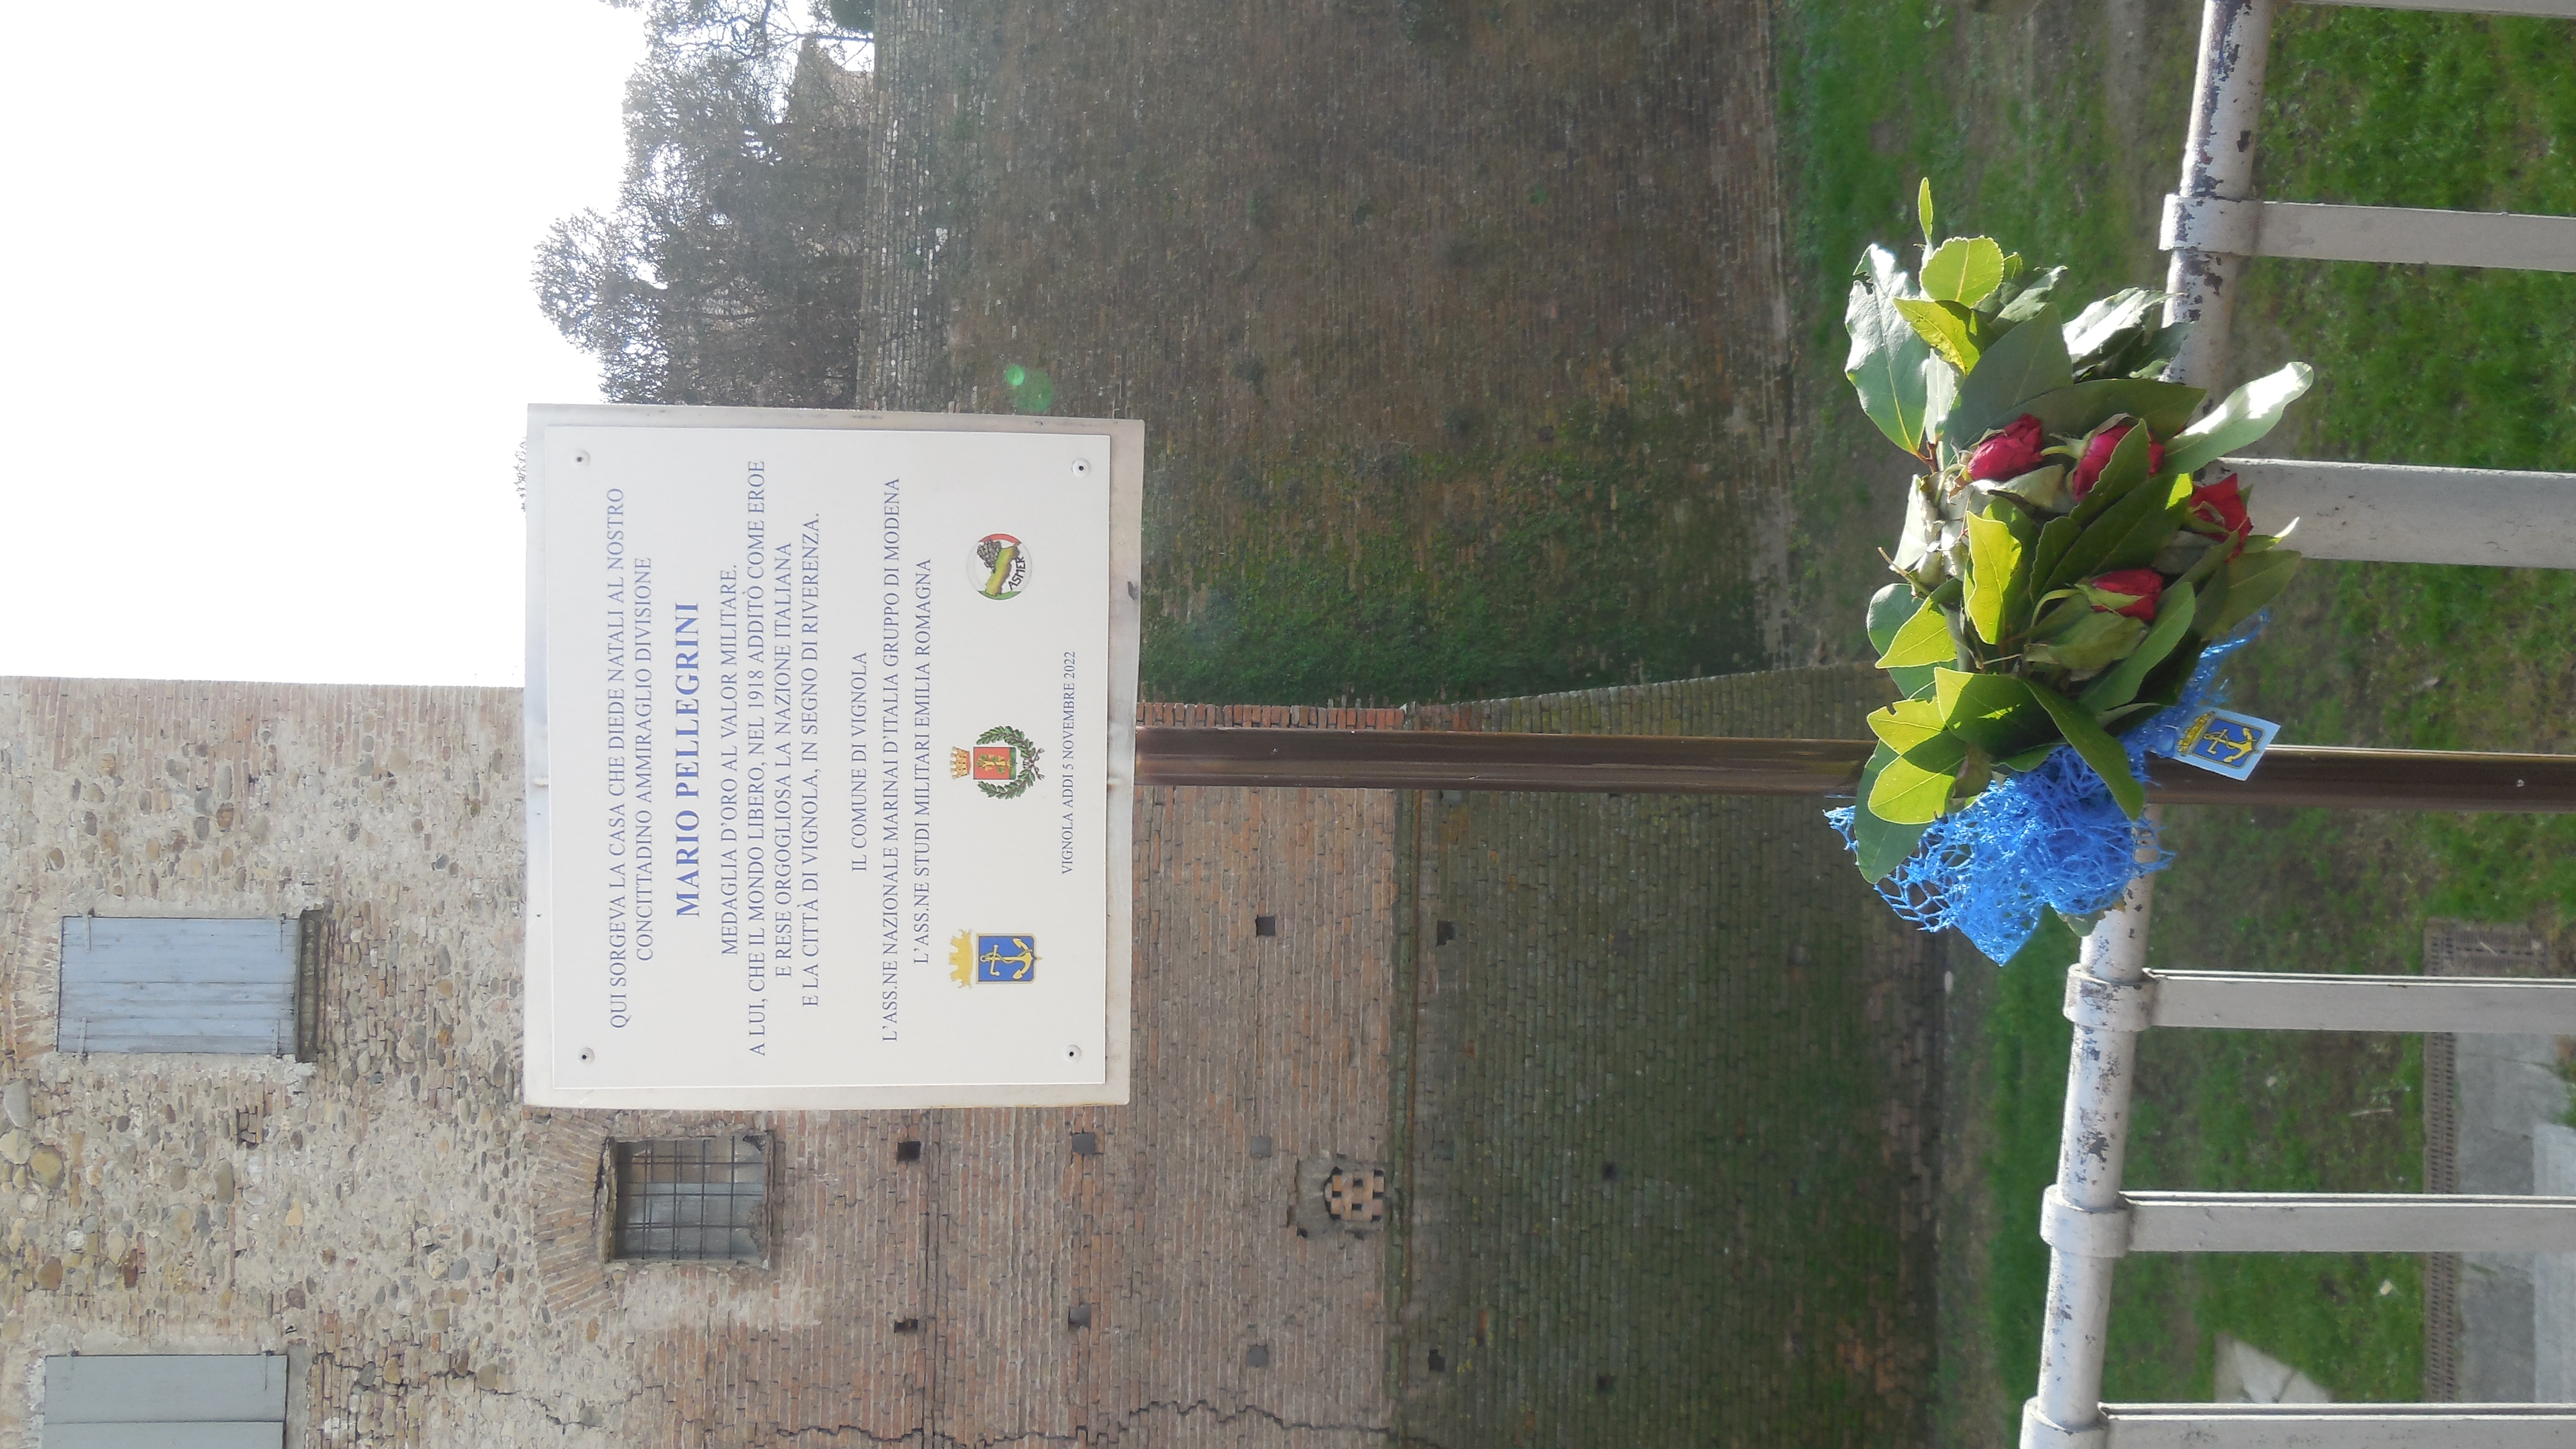 QUI SORGEVA LA CASA CHE DIEDE NATALI AL NOSTRO
CONCITTADINO AMMIRAGLIO DIVISIONE
MARIO PELLEGRINI
MEDAGLIA D'ORO AL VALOR MILITARE.
A LUI, CHE IL MONDO LIBERO, NEL 1918 ADDITÒ COME EROE
E RESE ORGOGLIOSA LA NAZIONE ITALIANA
E LA CITTÀ DI VIGNOLA, IN SEGNO DI RIVERENZA.
IL COMUNE DI VIGNOLA
L'ASS.NE NAZIONALE MARINAI D'ITALIA GRUPPO DI MODENA
L'ASS.NE STUDI MILITARI EMILIA ROMAGNA
ASMER
VIGNOLA ADDI 5 NOVEMBRE 2022